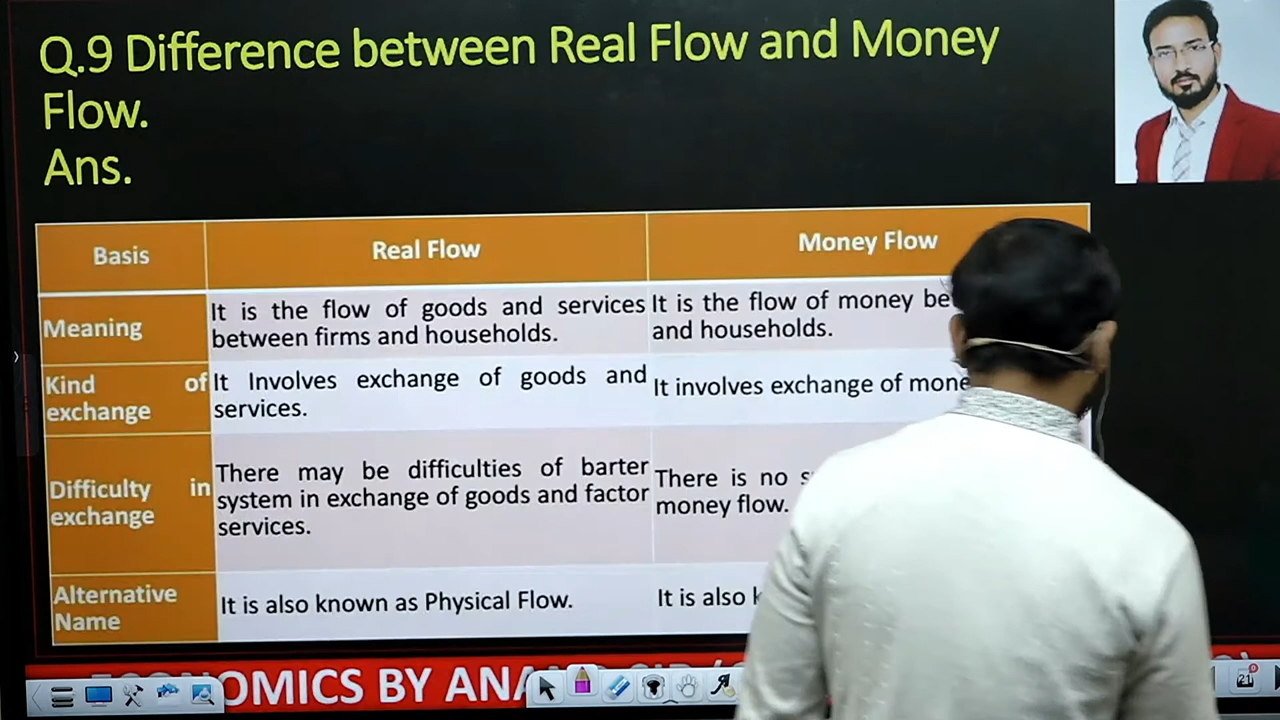 Q.9 Difference between Real Flow and Money
Flow.
Ans.
Basis
Real Flow
Money Flow
Meaning
It is the flow of goods and services
between firms and households.
It is the flow of money
and households.
Kind of
exchange
It Involves exchange of goods and
services.
It involves exchange of
Difficulty in
exchange
There may be difficulties of barter
system in exchange of goods and factor
services.
There is no
money flow.
Alternative
Name
It is also known as Physical Flow.
It is also
ECONOMICS BY
21